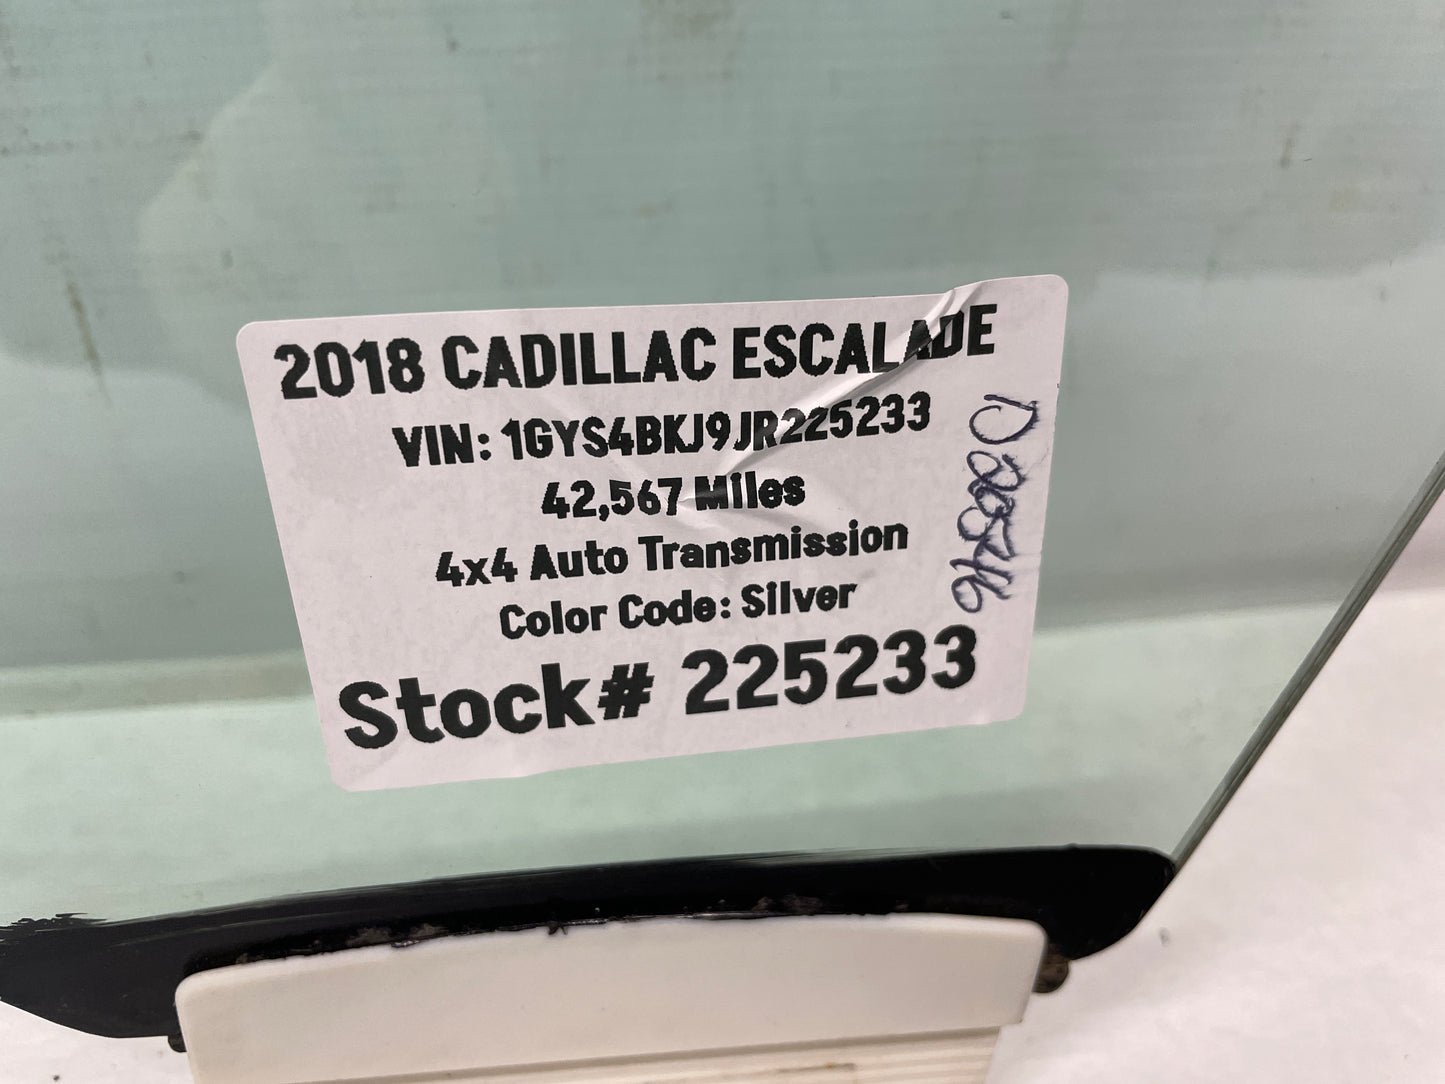 2018 CADILLAC ESCALADE
VIN: 1GYS4BKJ9JR225233
42,567 Miles
4x4 Auto Transmission
Color Code: Silver
Stock# 225233